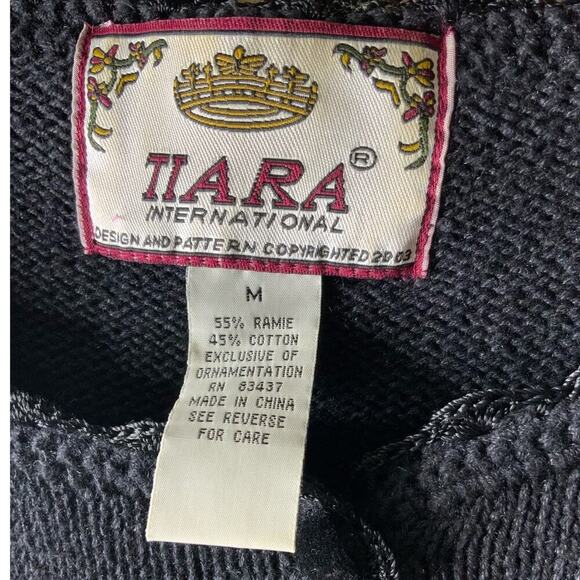 TIARA®
INTERNATIONAL
DESIGN AND PATTERN COPYRIGHTED 2003
M
55% RAMIE
45% COTTON
EXCLUSIVE OF
ORNAMENTATION
RN 83437
MADE IN CHINA
SEE REVERSE
FOR CARE